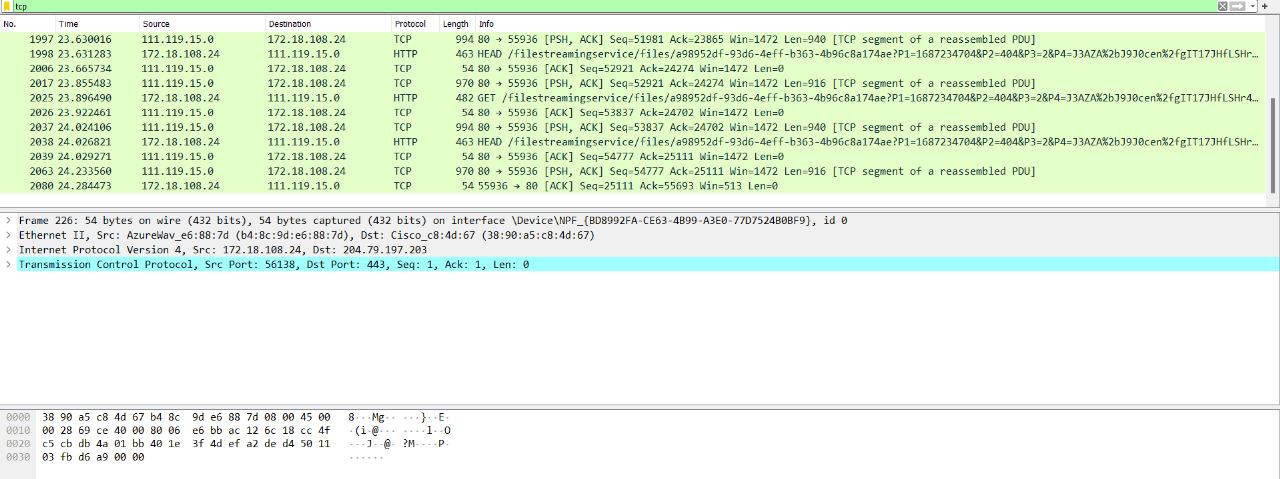 tcp
No. Time Source Destination Protocol Length Info
1997 23.630016 111.119.15.0 172.18.108.24 TCP 994 80 → 55936 [PSH, ACK] Seq=51981 Ack=23865 Win=1472 Len=940 [TCP segment of a reassembled PDU]
1998 23.631283 172.18.108.24 111.119.15.0 HTTP 463 HEAD /filestreamingservice/files/a98952df-93d6-4eff-b363-4b96c8a174ae?P1=1687234704&P2=404&P3=2&P4=J3AZA%2bJ9J0cen%2fgIT17JHfLSHr…
2006 23.665734 111.119.15.0 172.18.108.24 TCP 54 80 → 55936 [ACK] Seq=52921 Ack=24274 Win=1472 Len=0
2017 23.855483 111.119.15.0 172.18.108.24 TCP 970 80 → 55936 [PSH, ACK] Seq=52921 Ack=24274 Win=1472 Len=916 [TCP segment of a reassembled PDU]
2025 23.896490 172.18.108.24 111.119.15.0 HTTP 482 GET /filestreamingservice/files/a98952df-93d6-4eff-b363-4b96c8a174ae?P1=1687234704&P2=404&P3=2&P4=J3AZA%2bJ9J0cen%2fgIT17JHfLSHr4…
2026 23.922461 111.119.15.0 172.18.108.24 TCP 54 80 → 55936 [ACK] Seq=53837 Ack=24702 Win=1472 Len=0
2037 24.024106 111.119.15.0 172.18.108.24 TCP 994 80 → 55936 [PSH, ACK] Seq=53837 Ack=24702 Win=1472 Len=940 [TCP segment of a reassembled PDU]
2038 24.026821 172.18.108.24 111.119.15.0 HTTP 463 HEAD /filestreamingservice/files/a98952df-93d6-4eff-b363-4b96c8a174ae?P1=1687234704&P2=404&P3=2&P4=J3AZA%2bJ9J0cen%2fgIT17JHfLSHr…
2039 24.029271 111.119.15.0 172.18.108.24 TCP 54 80 → 55936 [ACK] Seq=54777 Ack=25111 Win=1472 Len=0
2063 24.233560 111.119.15.0 172.18.108.24 TCP 970 80 → 55936 [PSH, ACK] Seq=54777 Ack=25111 Win=1472 Len=916 [TCP segment of a reassembled PDU]
2080 24.284473 172.18.108.24 111.119.15.0 TCP 54 55936 → 80 [ACK] Seq=25111 Ack=55693 Win=513 Len=0
Frame 226: 54 bytes on wire (432 bits), 54 bytes captured (432 bits) on interface \Device\NPF_{BD8992FA-CE63-4B99-A3E0-77D7524B0BF9}, id 0
Ethernet II, Src: AzureWav_e6:88:7d (b4:8c:9d:e6:88:7d), Dst: Cisco_c8:4d:67 (38:90:a5:c8:4d:67)
Internet Protocol Version 4, Src: 172.18.108.24, Dst: 204.79.197.203
Transmission Control Protocol, Src Port: 56138, Dst Port: 443, Seq: 1, Ack: 1, Len: 0
0000 38 90 a5 c8 4d 67 b4 8c 9d e6 88 7d 08 00 45 00 8···Mg·· ···}··E·
0010 00 28 69 ce 40 00 80 06 e6 bb ac 12 6c 18 cc 4f ·(i·@··· ····l··O
0020 c5 cb db 4a 01 bb 40 1e 3f 4d ef a2 de d4 50 11 ···J··@· ?M····P·
0030 03 fb d6 a9 00 00 ······